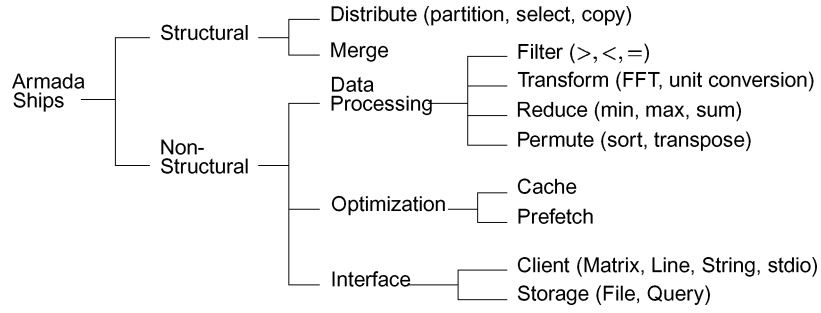 Armada
Ships
Structural
Distribute (partition, select, copy)
Merge
Non-
Structural
Data
Processing
Filter (>, <, =)
Transform (FFT, unit conversion)
Reduce (min, max, sum)
Permute (sort, transpose)
Optimization
Cache
Prefetch
Interface
Client (Matrix, Line, String, stdio)
Storage (File, Query)